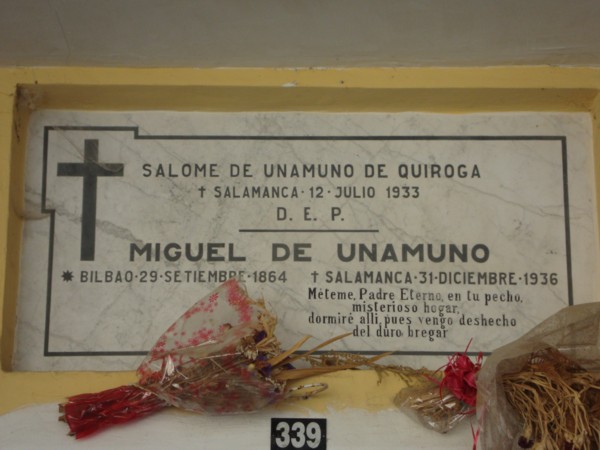 SALOME DE UNAMUNO DE QUIROGA
† SALAMANCA·12·JULIO 1933
D. E. P.
MIGUEL DE UNAMUNO
✷ BILBAO·29·SETIEMBRE·1864 † SALAMANCA·31·DICIEMBRE·1936
Méteme, Padre Eterno, en tu pecho,
misterioso hogar,
dormiré allí, pues vengo deshecho
del duro bregar
339